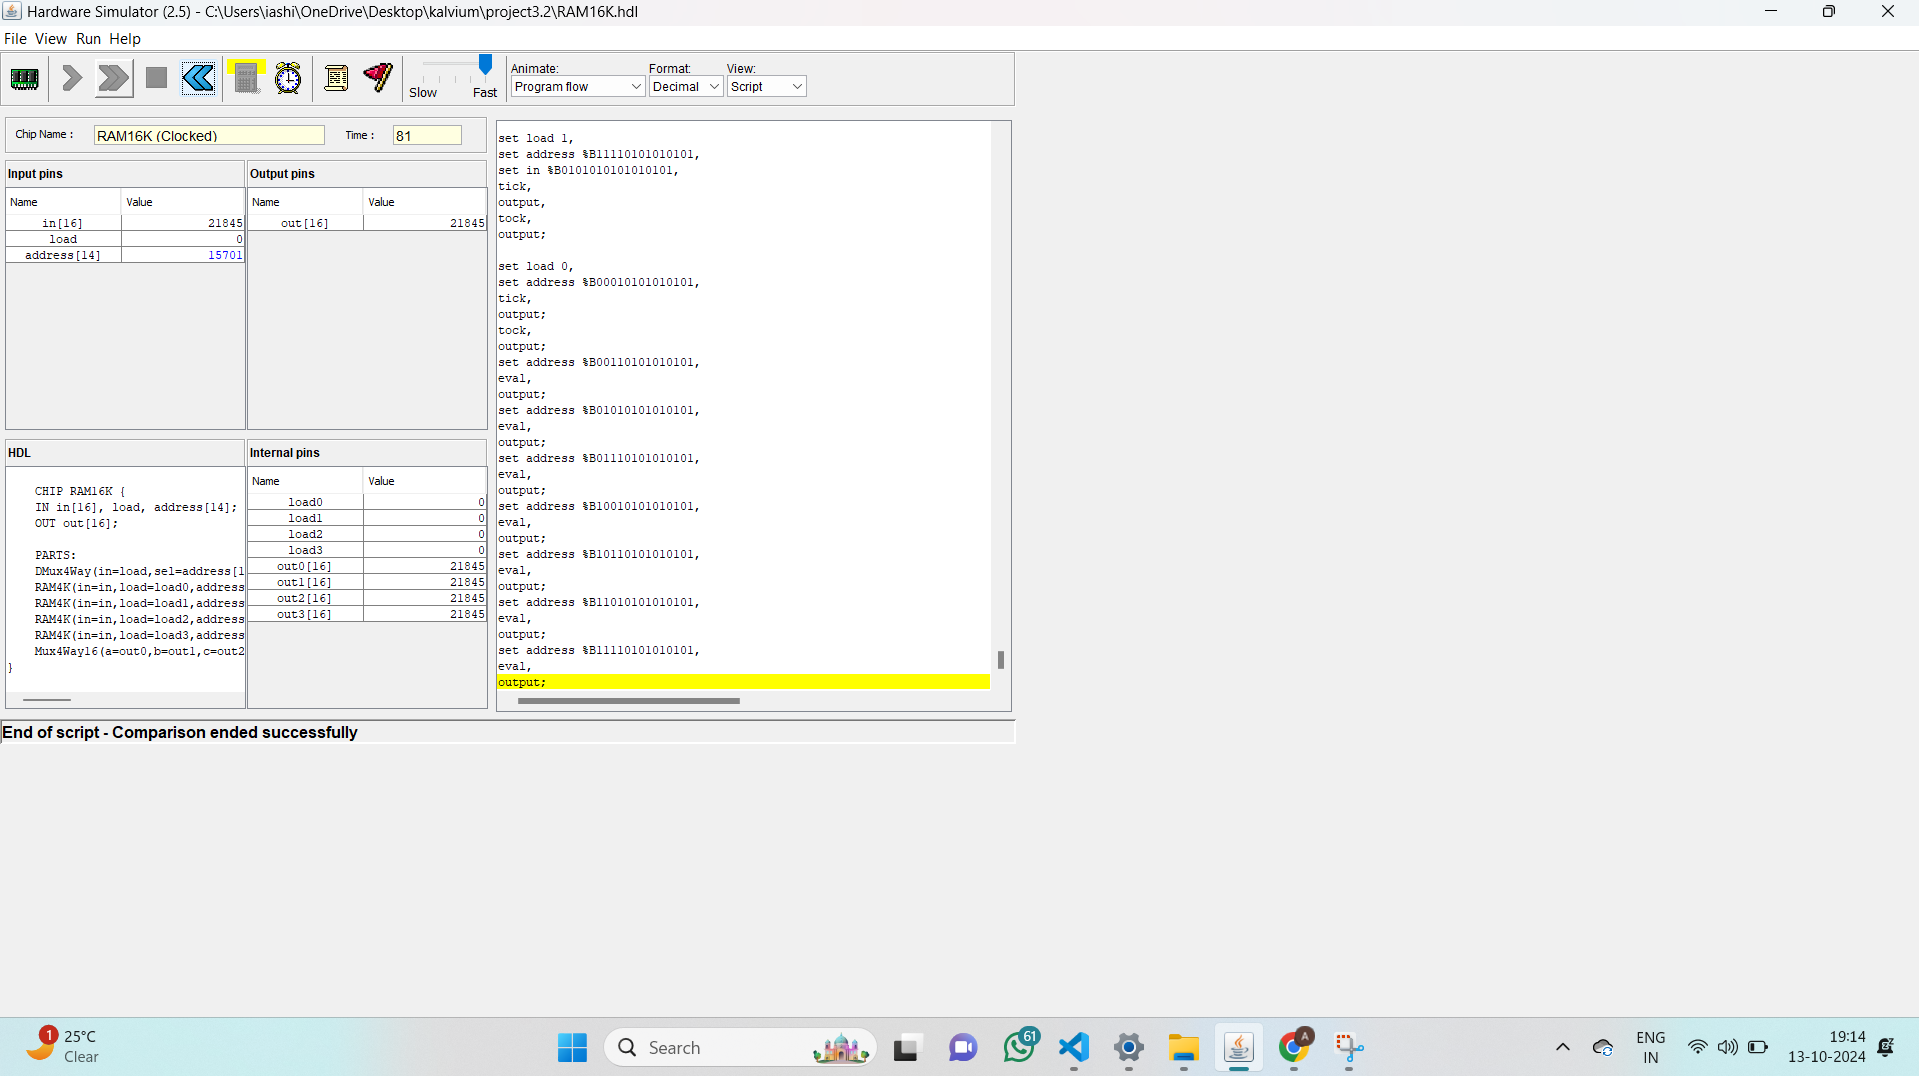 Hardware Simulator (2.5) - C:\Users\iashi\OneDrive\Desktop\kalvium\project3.2\RAM16K.hdl
File View Run Help
Slow Fast
Animate: Format: View:
Program flow Decimal Script
Chip Name : RAM16K (Clocked) Time : 81
Input pins
Name Value
in[16] 21845
load 0
address[14] 15701
Output pins
Name Value
out[16] 21845
HDL
CHIP RAM16K {
IN in[16], load, address[14];
OUT out[16];
PARTS:
DMux4Way(in=load,sel=address[1
RAM4K(in=in,load=load0,address
RAM4K(in=in,load=load1,address
RAM4K(in=in,load=load2,address
RAM4K(in=in,load=load3,address
Mux4Way16(a=out0,b=out1,c=out2
}
Internal pins
Name Value
load0 0
load1 0
load2 0
load3 0
out0[16] 21845
out1[16] 21845
out2[16] 21845
out3[16] 21845
set load 1,
set address %B11110101010101,
set in %B0101010101010101,
tick,
output,
tock,
output;
set load 0,
set address %B00010101010101,
tick,
output;
tock,
output;
set address %B00110101010101,
eval,
output;
set address %B01010101010101,
eval,
output;
set address %B01110101010101,
eval,
output;
set address %B10010101010101,
eval,
output;
set address %B10110101010101,
eval,
output;
set address %B11010101010101,
eval,
output;
set address %B11110101010101,
eval,
output;
End of script - Comparison ended successfully
1
25°C
Clear
Search
61
A
ENG
IN
19:14
13-10-2024